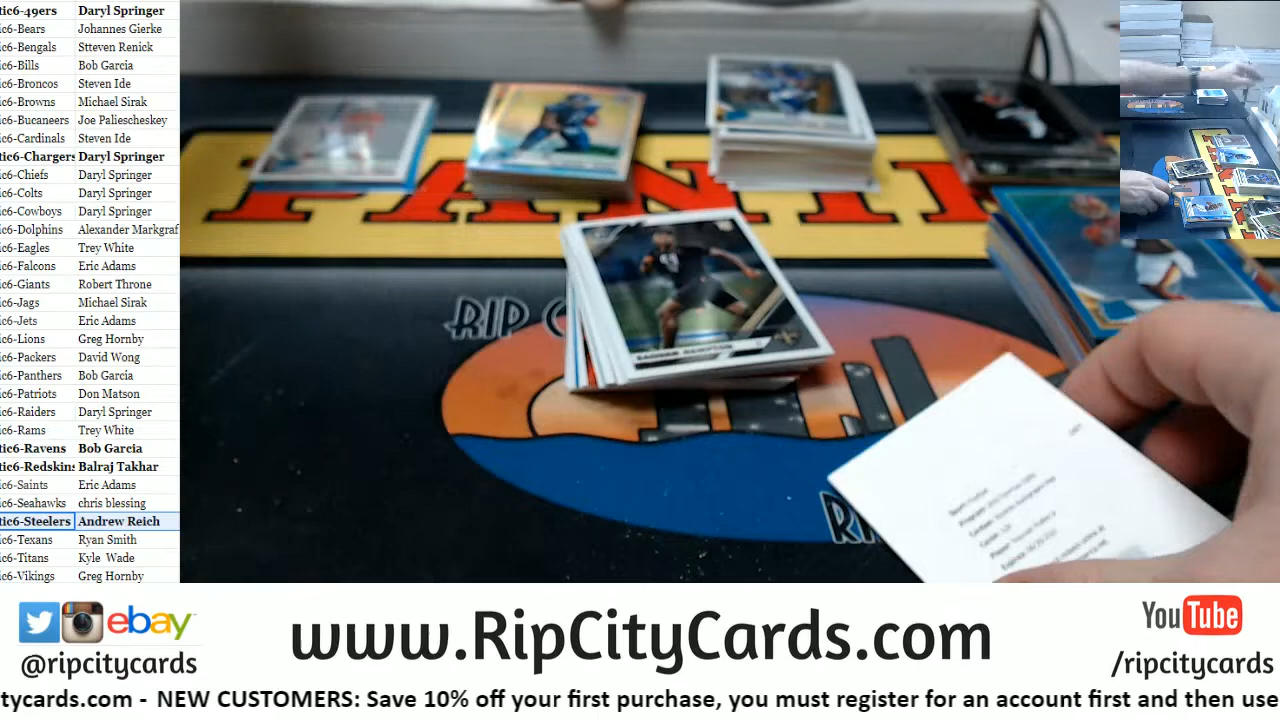 tic6-49ers Daryl Springer
ic6-Bears Johannes Gierke
ic6-Bengals Stteven Renick
ic6-Bills Bob Garcia
ic6-Broncos Steven Ide
ic6-Browns Michael Sirak
ic6-Bucaneers Joe Paliescheskey
ic6-Cardinals Steven Ide
tic6-Chargers Daryl Springer
ic6-Chiefs Daryl Springer
ic6-Colts Daryl Springer
ic6-Cowboys Daryl Springer
ic6-Dolphins Alexander Markgraf
ic6-Eagles Trey White
ic6-Falcons Eric Adams
ic6-Giants Robert Throne
ic6-Jags Michael Sirak
ic6-Jets Eric Adams
ic6-Lions Greg Hornby
ic6-Packers David Wong
ic6-Panthers Bob Garcia
ic6-Patriots Don Matson
ic6-Raiders Daryl Springer
ic6-Rams Trey White
tic6-Ravens Bob Garcia
tic6-Redskins Balraj Takhar
ic6-Saints Eric Adams
ic6-Seahawks chris blessing
tic6-Steelers Andrew Reich
ic6-Texans Ryan Smith
ic6-Titans Kyle Wade
ic6-Vikings Greg Hornby
PANINI
RIP C
RI
ebay
@ripcitycards
www.RipCityCards.com
YouTube
/ripcitycards
tycards.com - NEW CUSTOMERS: Save 10% off your first purchase, you must register for an account first and then use